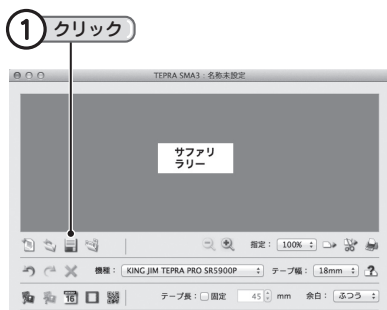 1 クリック
TEPRA SMA3：名称未設定
サファリ
ラリー
指定： 100%
機種： KING JIM TEPRA PRO SR5900P テープ幅： 18mm
16 テープ長： 固定 45 mm 余白： ふつう